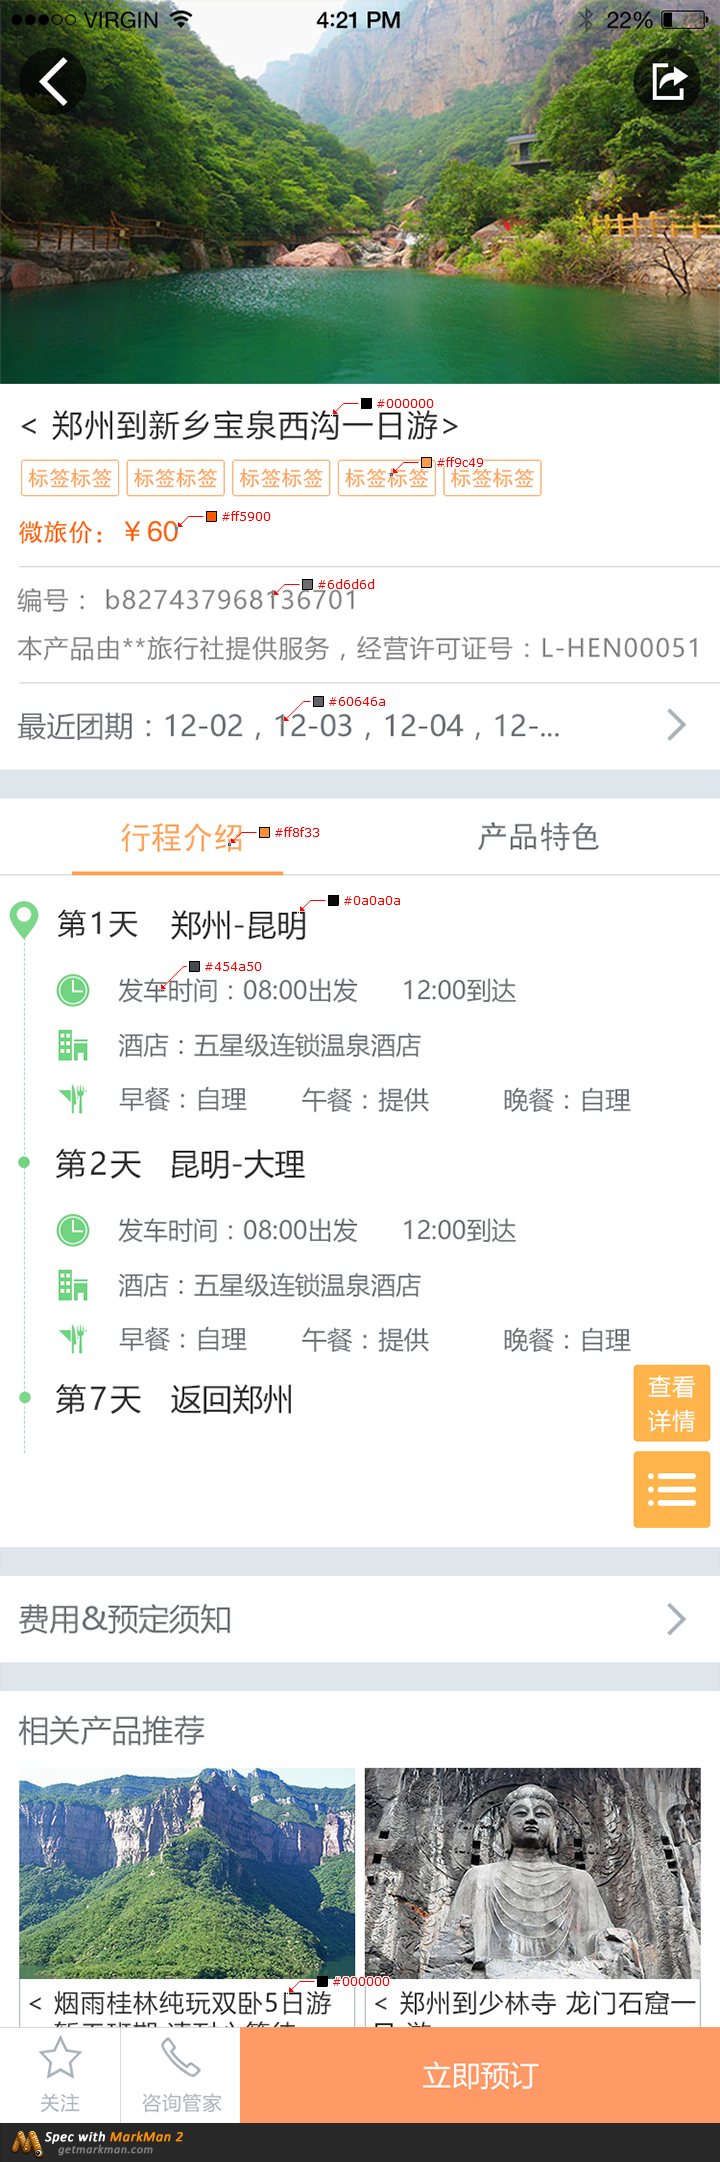 VIRGIN 4:21 PM 22%
#000000
< 郑州到新乡宝泉西沟一日游>
#ff9c49
标签标签 标签标签 标签标签 标签标签 标签标签
#ff5900
微旅价：￥60
#6d6d6d
编号：b827437968136701
本产品由**旅行社提供服务，经营许可证号：L-HEN00051
#60646a
最近团期：12-02，12-03，12-04，12-...
行程介绍 #ff8f33 产品特色
#0a0a0a
第1天 郑州-昆明
#454a50
发车时间：08:00出发 12:00到达
酒店：五星级连锁温泉酒店
早餐：自理 午餐：提供 晚餐：自理
第2天 昆明-大理
发车时间：08:00出发 12:00到达
酒店：五星级连锁温泉酒店
早餐：自理 午餐：提供 晚餐：自理
第7天 返回郑州
查看
详情
费用&预定须知
相关产品推荐
#000000
< 烟雨桂林纯玩双卧5日游
< 郑州到少林寺 龙门石窟一
关注 咨询管家 立即预订
Spec with MarkMan 2
getmarkman.com